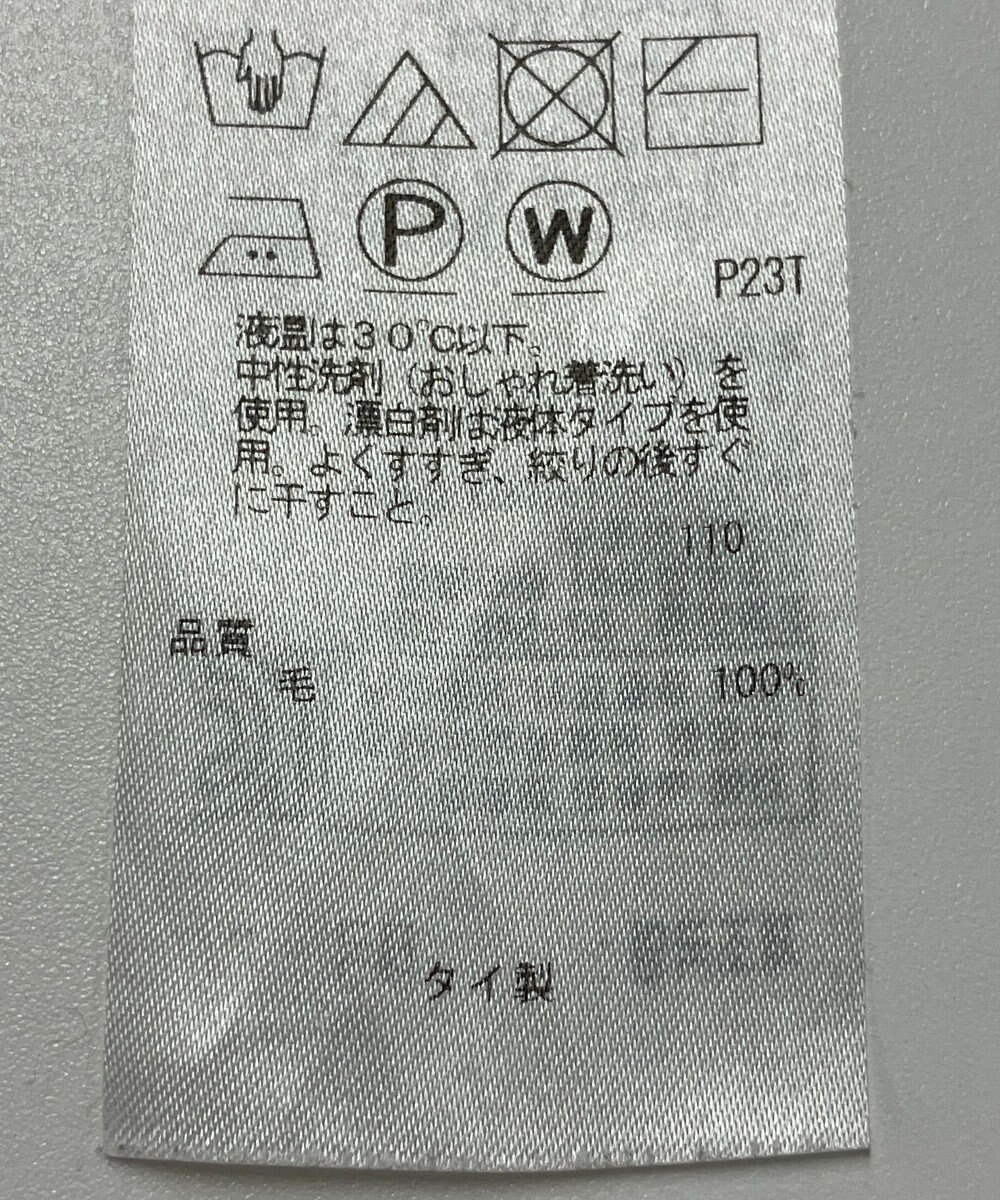 P W P23T
液温は30℃以下。
中性洗剤(おしゃれ着洗い)を
使用。漂白剤は液体タイプを使
用。よくすすぎ、絞りの後すぐ
に干すこと。
110
品質
毛 100%
タイ製